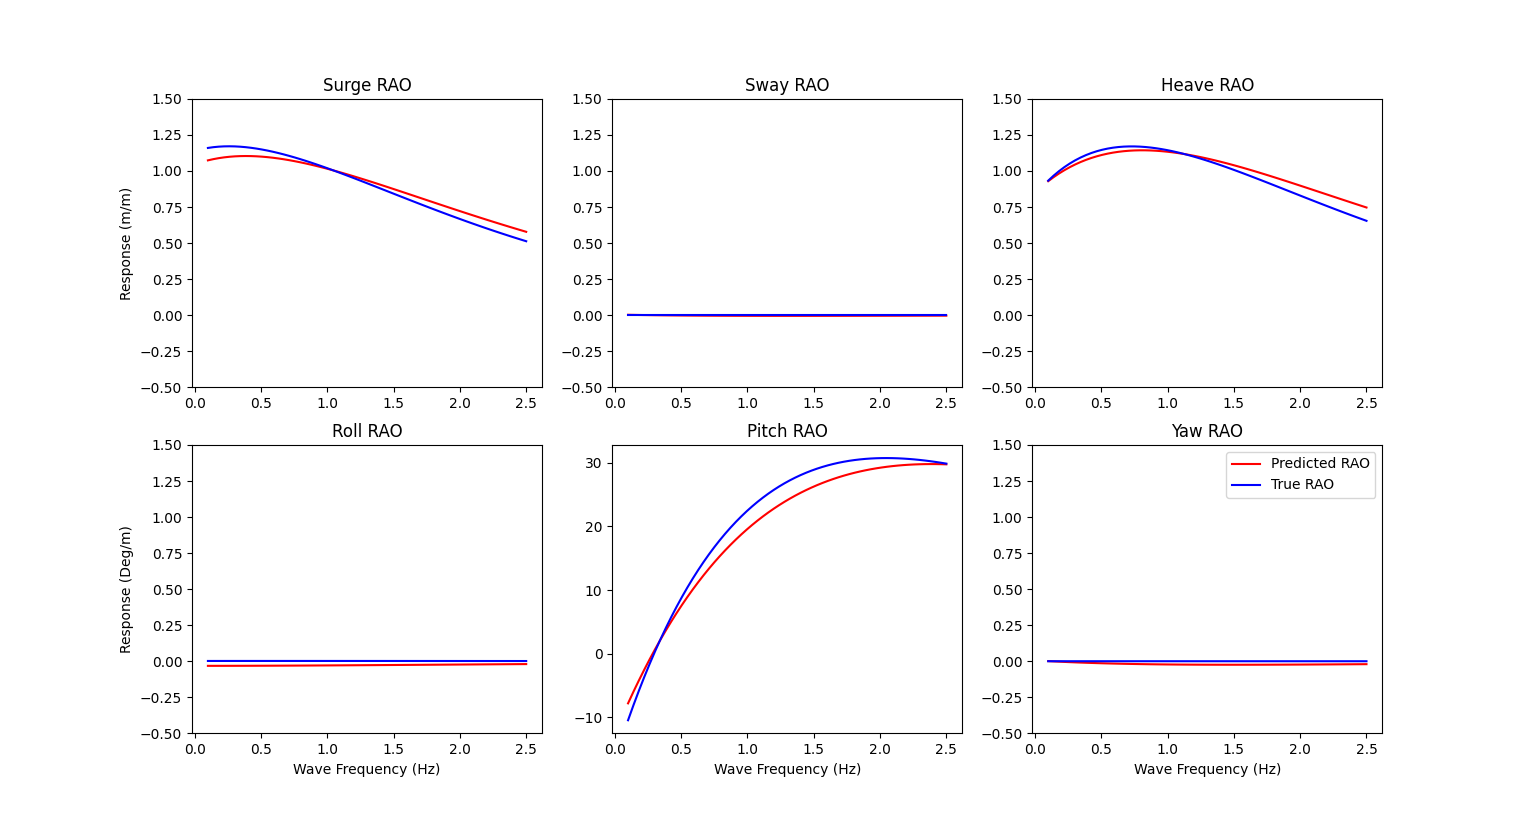 Surge RAO
Sway RAO
Heave RAO
1.50
1.25
1.00
0.75
0.50
0.25
0.00
−0.25
−0.50
Response (m/m)
0.0 0.5 1.0 1.5 2.0 2.5
1.50
1.25
1.00
0.75
0.50
0.25
0.00
−0.25
−0.50
0.0 0.5 1.0 1.5 2.0 2.5
1.50
1.25
1.00
0.75
0.50
0.25
0.00
−0.25
−0.50
0.0 0.5 1.0 1.5 2.0 2.5
Roll RAO
Pitch RAO
Yaw RAO
1.50
1.25
1.00
0.75
0.50
0.25
0.00
−0.25
−0.50
Response (Deg/m)
0.0 0.5 1.0 1.5 2.0 2.5
Wave Frequency (Hz)
30
20
10
0
−10
0.0 0.5 1.0 1.5 2.0 2.5
Wave Frequency (Hz)
1.50
1.25
1.00
0.75
0.50
0.25
0.00
−0.25
−0.50
Predicted RAO
True RAO
0.0 0.5 1.0 1.5 2.0 2.5
Wave Frequency (Hz)